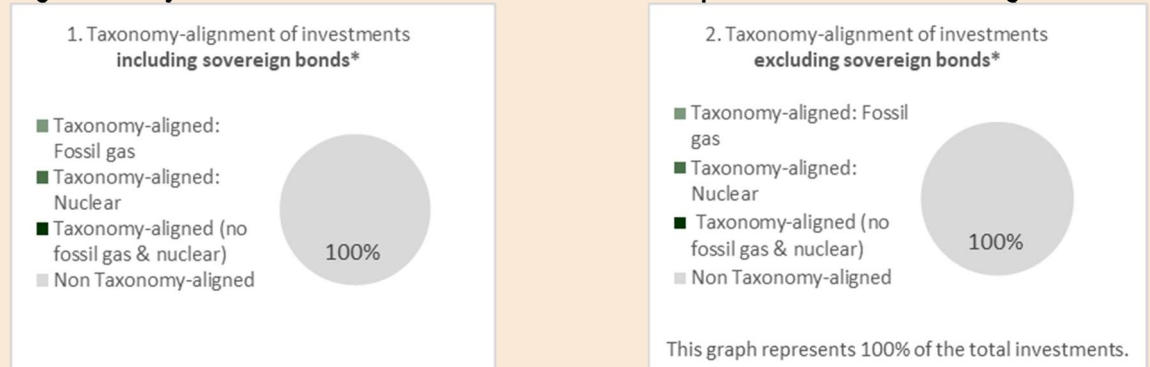 1. Taxonomy-alignment of investments
including sovereign bonds*
Taxonomy-aligned:
Fossil gas
Taxonomy-aligned:
Nuclear
Taxonomy-aligned (no
fossil gas & nuclear)
Non Taxonomy-aligned
100%
2. Taxonomy-alignment of investments
excluding sovereign bonds*
Taxonomy-aligned: Fossil
gas
Taxonomy-aligned:
Nuclear
Taxonomy-aligned (no
fossil gas & nuclear)
Non Taxonomy-aligned
100%
This graph represents 100% of the total investments.